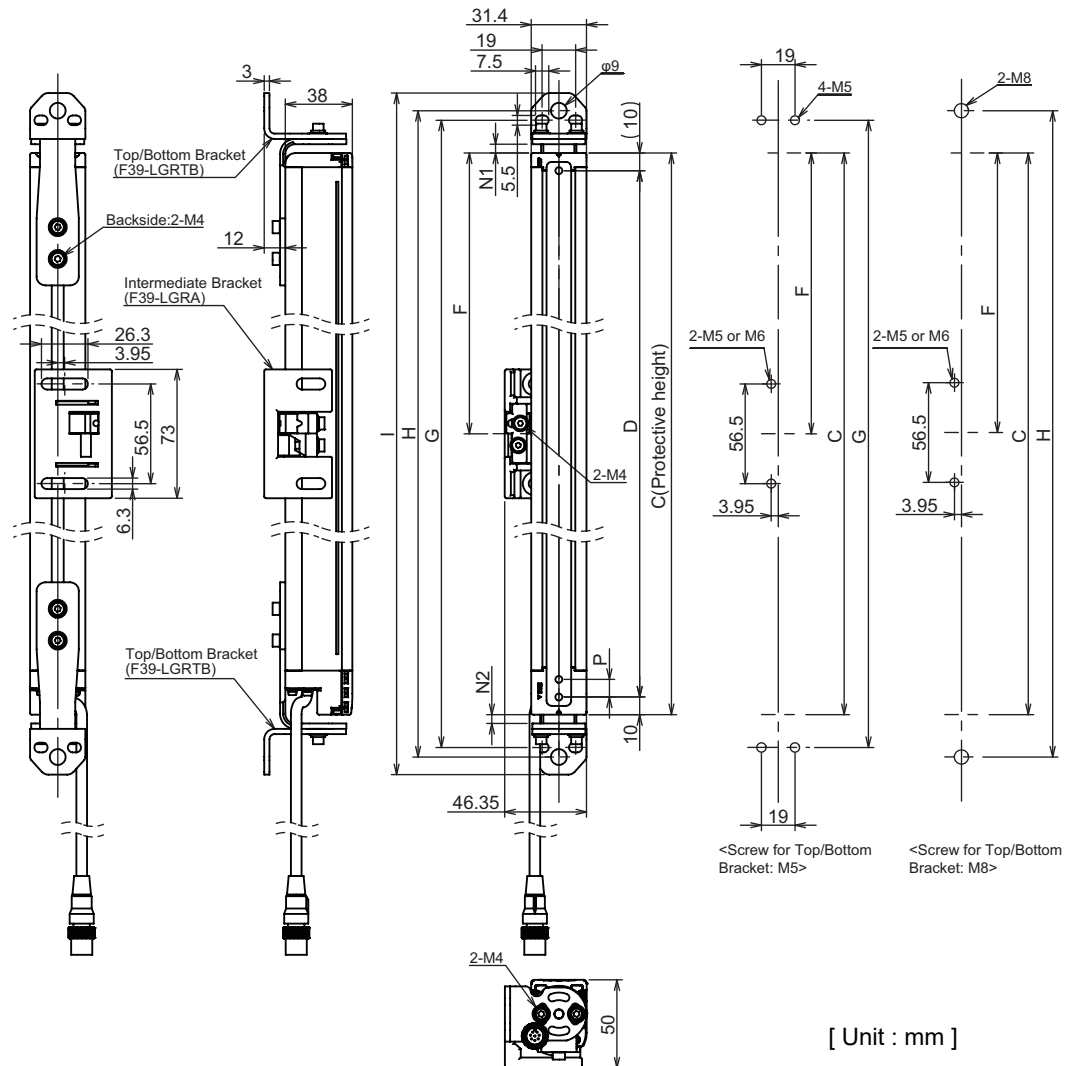 31.4
19
7.5
φ9
3
38
(10)
19
4-M5
2-M8
Top/Bottom Bracket
(F39-LGRTB)
N1
5.5
Backside:2-M4
12
Intermediate Bracket
(F39-LGRA)
F
F
F
26.3
3.95
2-M5 or M6
2-M5 or M6
56.5
73
I
H
G
D
C(Protective height)
56.5
C
G
56.5
C
H
2-M4
3.95
3.95
6.3
Top/Bottom Bracket
(F39-LGRTB)
N2
P
10
46.35
19
<Screw for Top/Bottom
Bracket: M5>
<Screw for Top/Bottom
Bracket: M8>
2-M4
50
[ Unit : mm ]